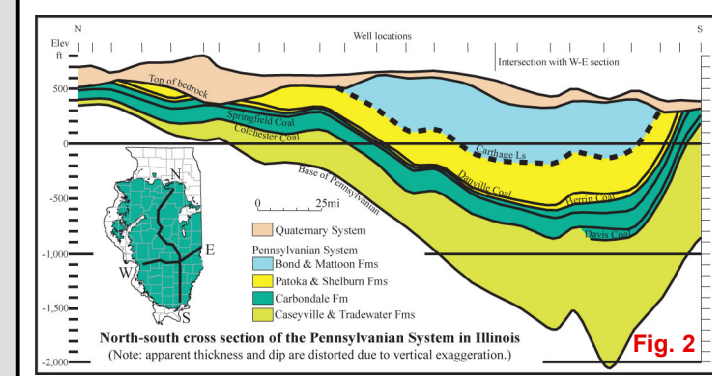 N
S
Elev
ft
Well locations
Intersection with W-E section
500
0
-500
-1,000
-1,500
-2,000
Top of bedrock
Springfield Coal
Colchester Coal
Base of Pennsylvanian
Carthage Ls
Danville Coal
Herrin Coal
Davis Coal
N
E
W
S
0 25mi
Quaternary System
Pennsylvanian System
Bond & Mattoon Fms
Patoka & Shelburn Fms
Carbondale Fm
Caseyville & Tradewater Fms
North-south cross section of the Pennsylvanian System in Illinois
(Note: apparent thickness and dip are distorted due to vertical exaggeration.)
Fig. 2